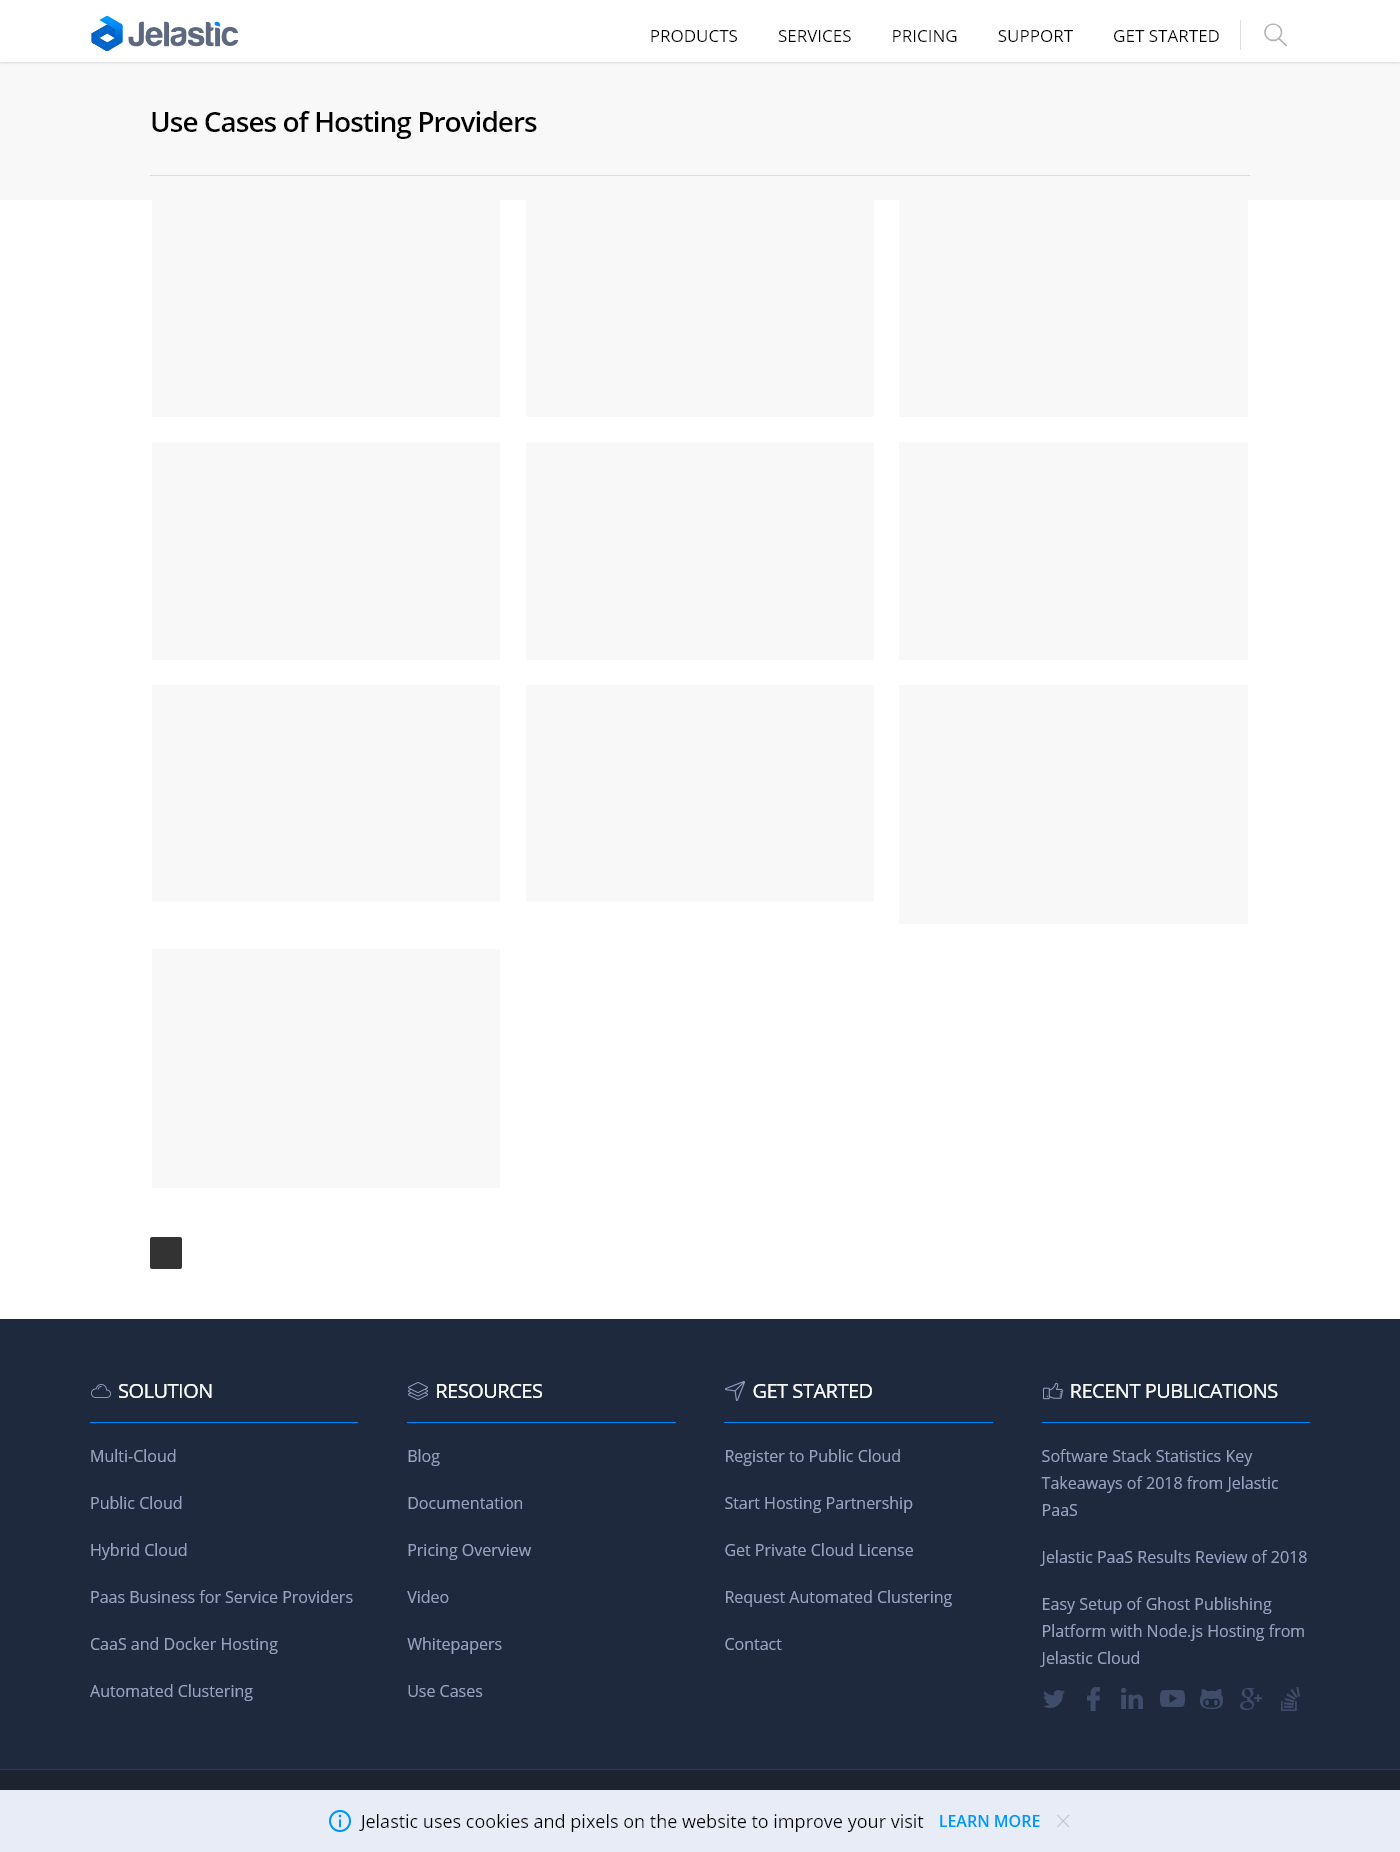 Jelastic
PRODUCTS
SERVICES
PRICING
SUPPORT
GET STARTED
Use Cases of Hosting Providers
SOLUTION
Multi-Cloud
Public Cloud
Hybrid Cloud
Paas Business for Service Providers
CaaS and Docker Hosting
Automated Clustering
RESOURCES
Blog
Documentation
Pricing Overview
Video
Whitepapers
Use Cases
GET STARTED
Register to Public Cloud
Start Hosting Partnership
Get Private Cloud License
Request Automated Clustering
Contact
RECENT PUBLICATIONS
Software Stack Statistics Key
Takeaways of 2018 from Jelastic
PaaS
Jelastic PaaS Results Review of 2018
Easy Setup of Ghost Publishing
Platform with Node.js Hosting from
Jelastic Cloud
Jelastic uses cookies and pixels on the website to improve your visit LEARN MORE